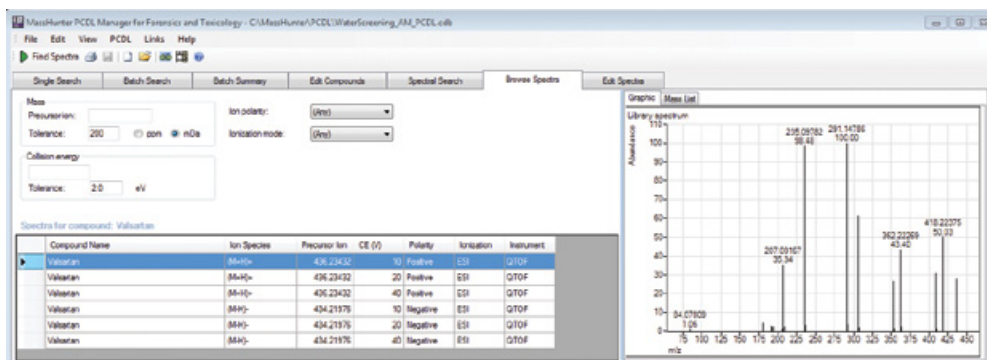 MassHunter PCDL Manager for Forensics and Toxicology - C:\MassHunter\PCDL\WaterScreening_AM_PCDL.cdb
File Edit View PCDL Links Help
Find Spectra
Single Search Batch Search Batch Summary Edit Compounds Spectral Search Browse Spectra Edit Spectra
Mass
Precursor ion:
Tolerance: 200 ppm mDa
Ion polarity: (Any)
Ionization mode: (Any)
Collision energy
Tolerance: 2.0 eV
Spectra for compound: Valsartan
Compound Name Ion Species Precursor Ion CE (V) Polarity Ionization Instrument
Valsartan (M+H)+ 436.23432 10 Positive ESI QTOF
Valsartan (M+H)+ 436.23432 20 Positive ESI QTOF
Valsartan (M+H)+ 436.23432 40 Positive ESI QTOF
Valsartan (M-H)- 434.21976 10 Negative ESI QTOF
Valsartan (M-H)- 434.21976 20 Negative ESI QTOF
Valsartan (M-H)- 434.21976 40 Negative ESI QTOF
Graphic Mass List
Library spectrum
Abundance
110
100
90
80
70
60
50
40
30
20
10
0
235.09782
98.48
291.14786
100.00
418.22375
50.03
362.22269
43.40
207.09167
35.34
84.07809
1.06
75 100 125 150 175 200 225 250 275 300 325 350 375 400 425 450
m/z